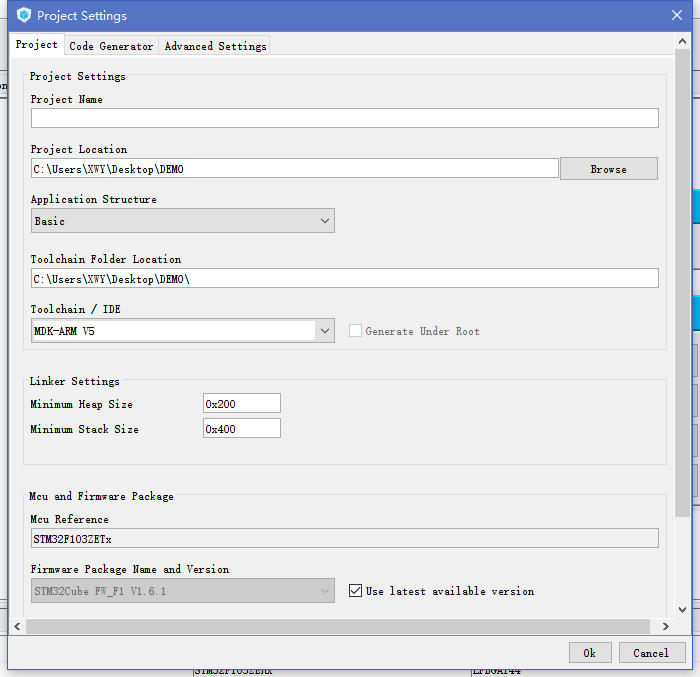 Project Settings
Project Code Generator Advanced Settings
Project Settings
Project Name
Project Location
C:\Users\XWY\Desktop\DEMO Browse
Application Structure
Basic
Toolchain Folder Location
C:\Users\XWY\Desktop\DEMO\
Toolchain / IDE
MDK-ARM V5 Generate Under Root
Linker Settings
Minimum Heap Size 0x200
Minimum Stack Size 0x400
Mcu and Firmware Package
Mcu Reference
STM32F103ZETx
Firmware Package Name and Version
STM32Cube FW_F1 V1.6.1 Use latest available version
Ok Cancel